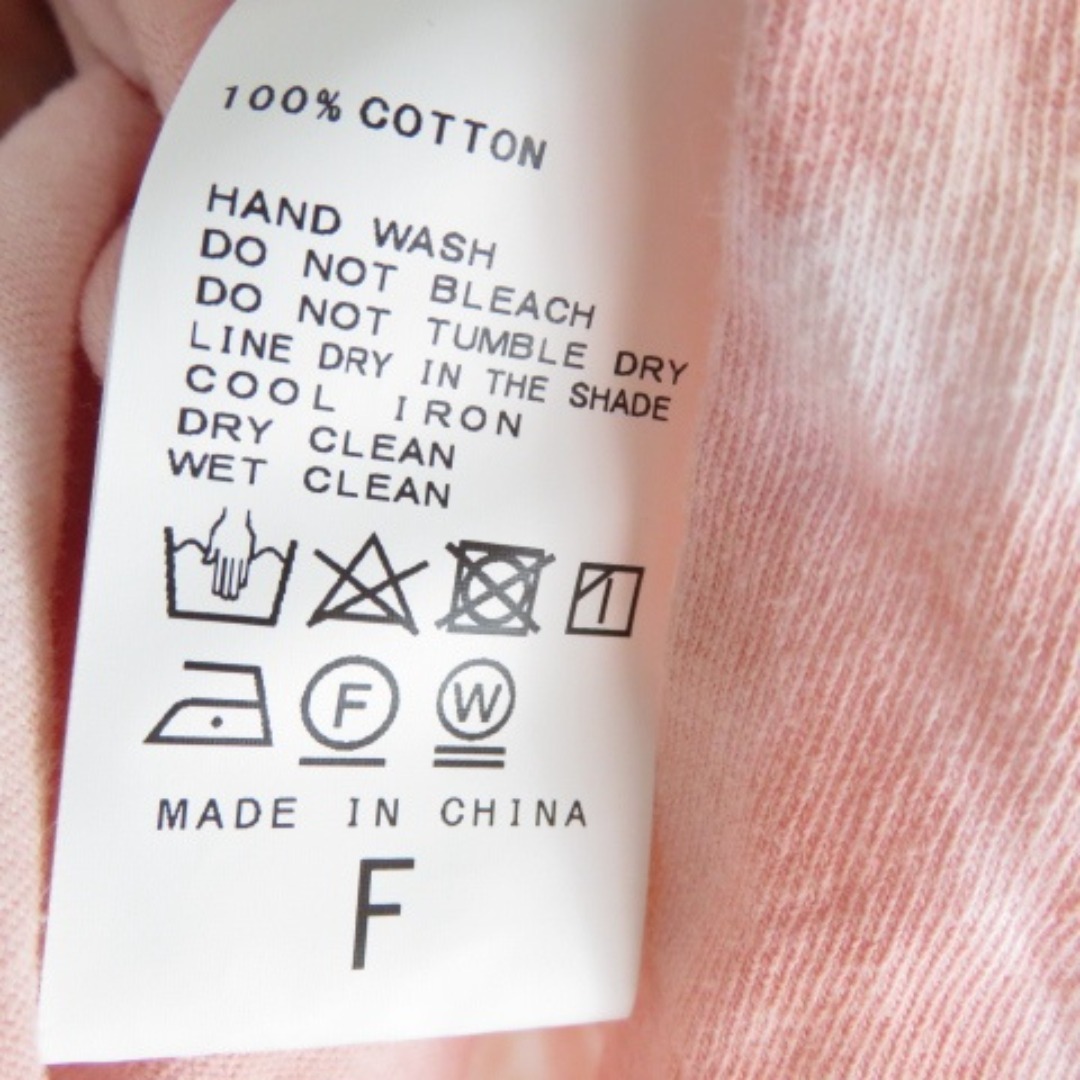 100% COTTON
HAND WASH
DO NOT BLEACH
DO NOT TUMBLE DRY
LINE DRY IN THE SHADE
COOL IRON
DRY CLEAN
WET CLEAN
F W
MADE IN CHINA
F